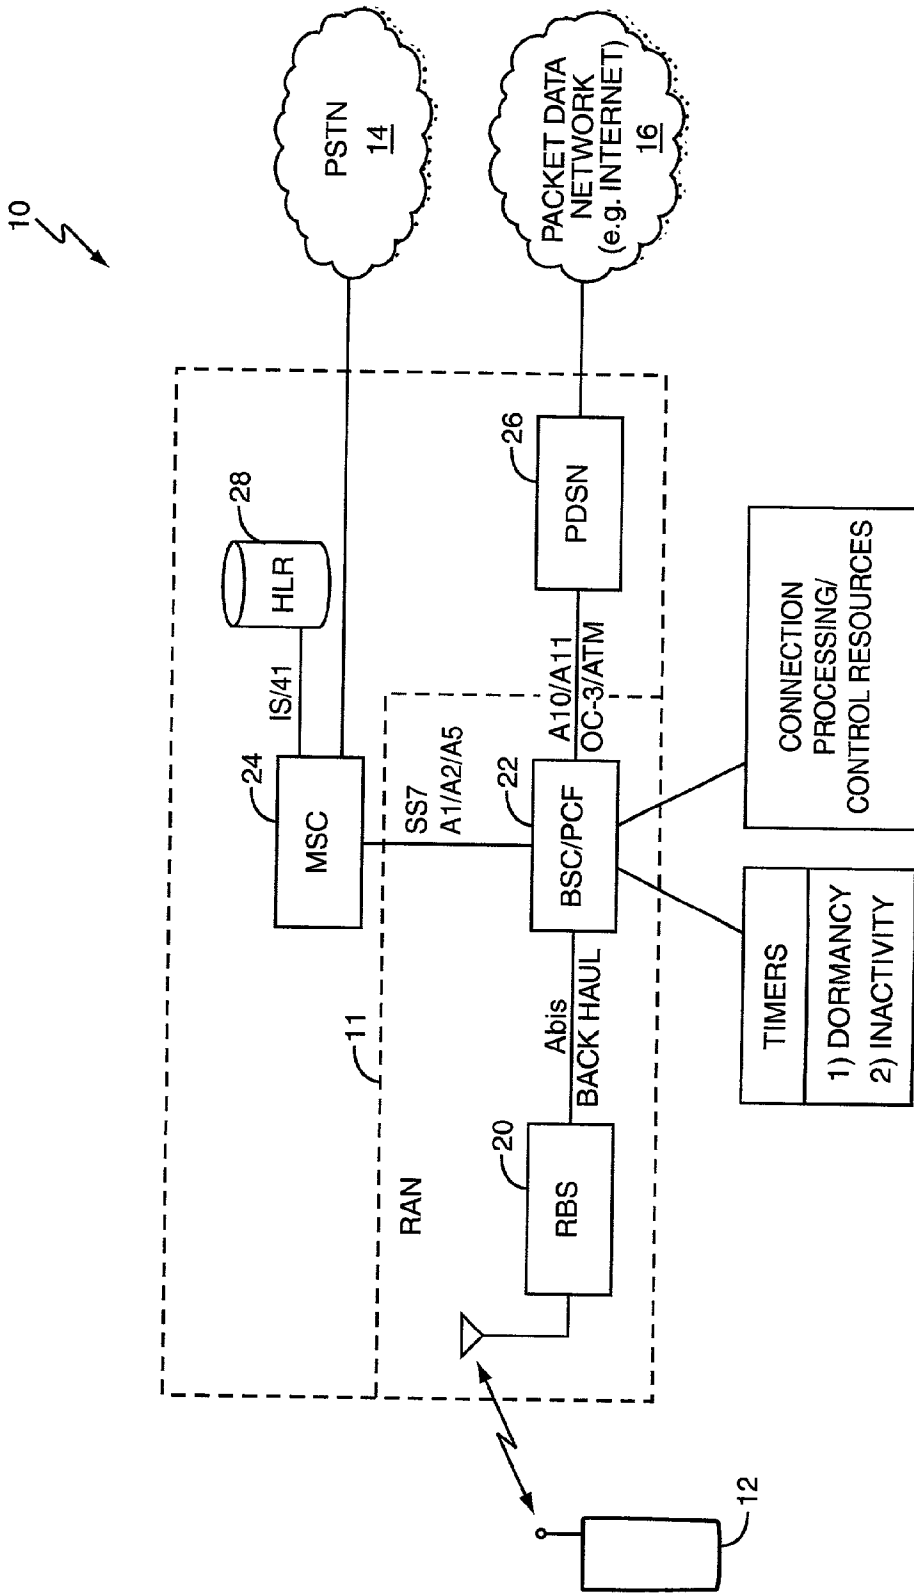 10
PSTN
14
PACKET DATA
NETWORK
(e.g. INTERNET)
16
28
HLR
IS/41
24
MSC
SS7
A1/A2/A5
26
PDSN
A10/A11
OC-3/ATM
22
BSC/PCF
11
RAN
Abis
BACK HAUL
20
RBS
12
TIMERS
1) DORMANCY
2) INACTIVITY
CONNECTION
PROCESSING/
CONTROL RESOURCES